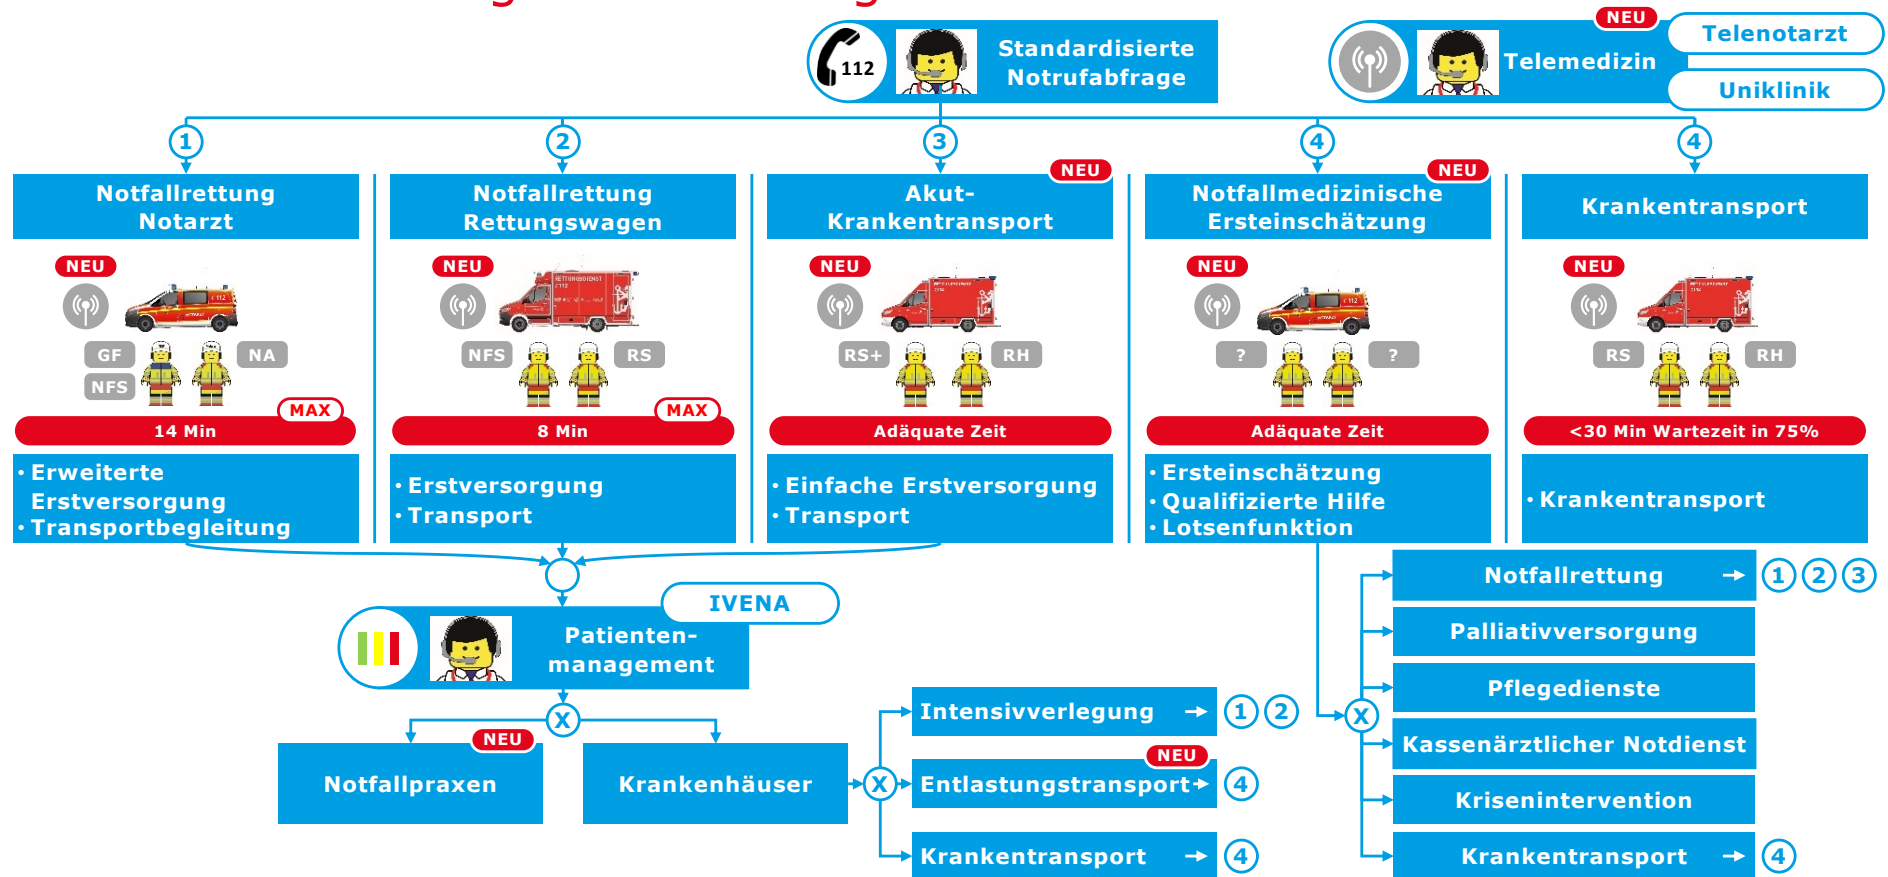 112
Standardisierte
Notrufabfrage
NEU
Telemedizin
Telenotarzt
Uniklinik
1
2
3
4
4
Notfallrettung
Notarzt
Notfallrettung
Rettungswagen
NEU
Akut-
Krankentransport
NEU
Notfallmedizinische
Ersteinschätzung
Krankentransport
NEU
NEU
NEU
NEU
NEU
GF
NA
NFS
NFS
RS
RS+
RH
?
?
RS
RH
MAX
14 Min
MAX
8 Min
Adäquate Zeit
Adäquate Zeit
<30 Min Wartezeit in 75%
• Erweiterte
Erstversorgung
• Transportbegleitung
• Erstversorgung
• Transport
• Einfache Erstversorgung
• Transport
• Ersteinschätzung
• Qualifizierte Hilfe
• Lotsenfunktion
• Krankentransport
IVENA
Patienten-
management
X
NEU
Notfallpraxen
Krankenhäuser
X
Intensivverlegung → 1 2
NEU
Entlastungstransport → 4
Krankentransport → 4
X
Notfallrettung → 1 2 3
Palliativversorgung
Pflegedienste
Kassenärztlicher Notdienst
Krisenintervention
Krankentransport → 4